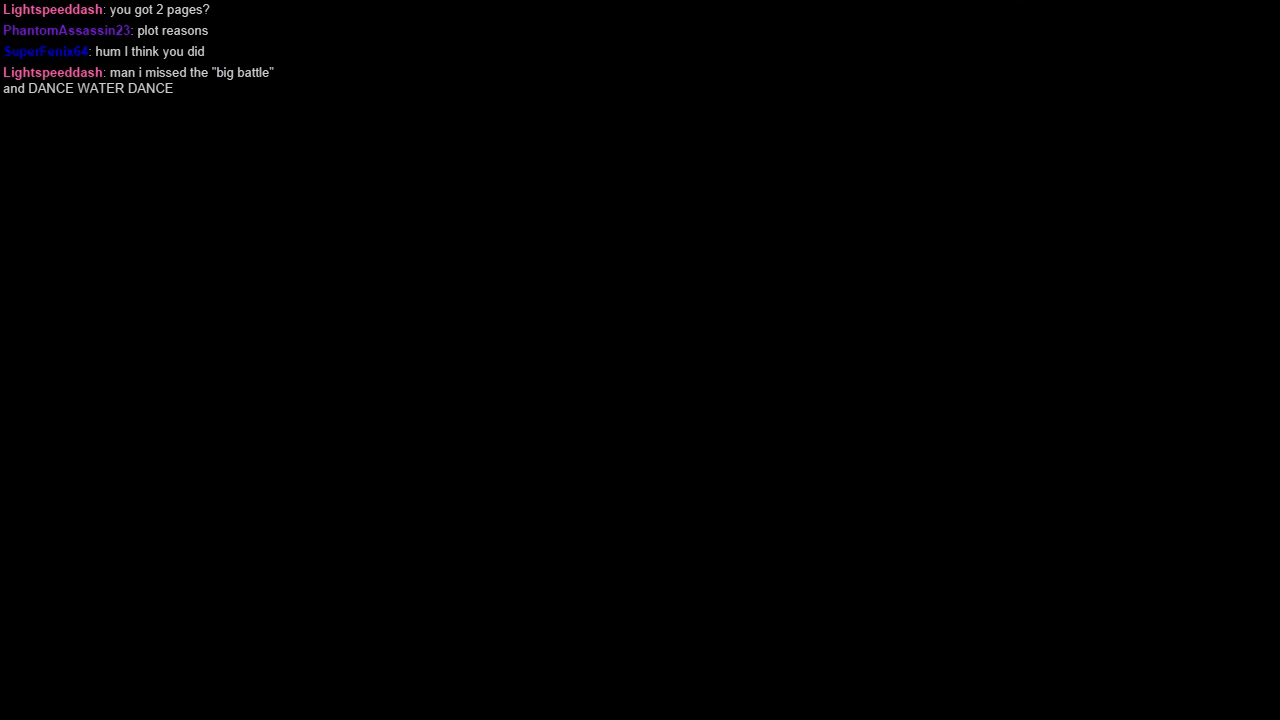 Lightspeeddash: you got 2 pages?
PhantomAssassin23: plot reasons
SuperFenix64: hum I think you did
Lightspeeddash: man i missed the "big battle"
and DANCE WATER DANCE